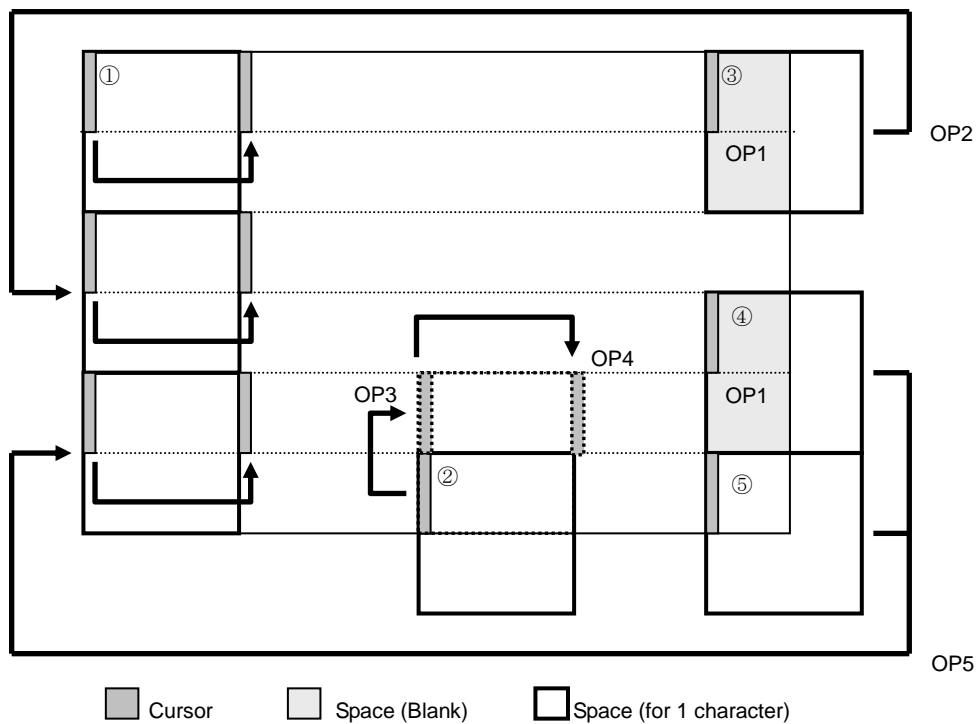 ① ③
OP2
OP1
④
OP4
OP3 OP1
② ⑤
OP5
Cursor Space (Blank) Space (for 1 character)